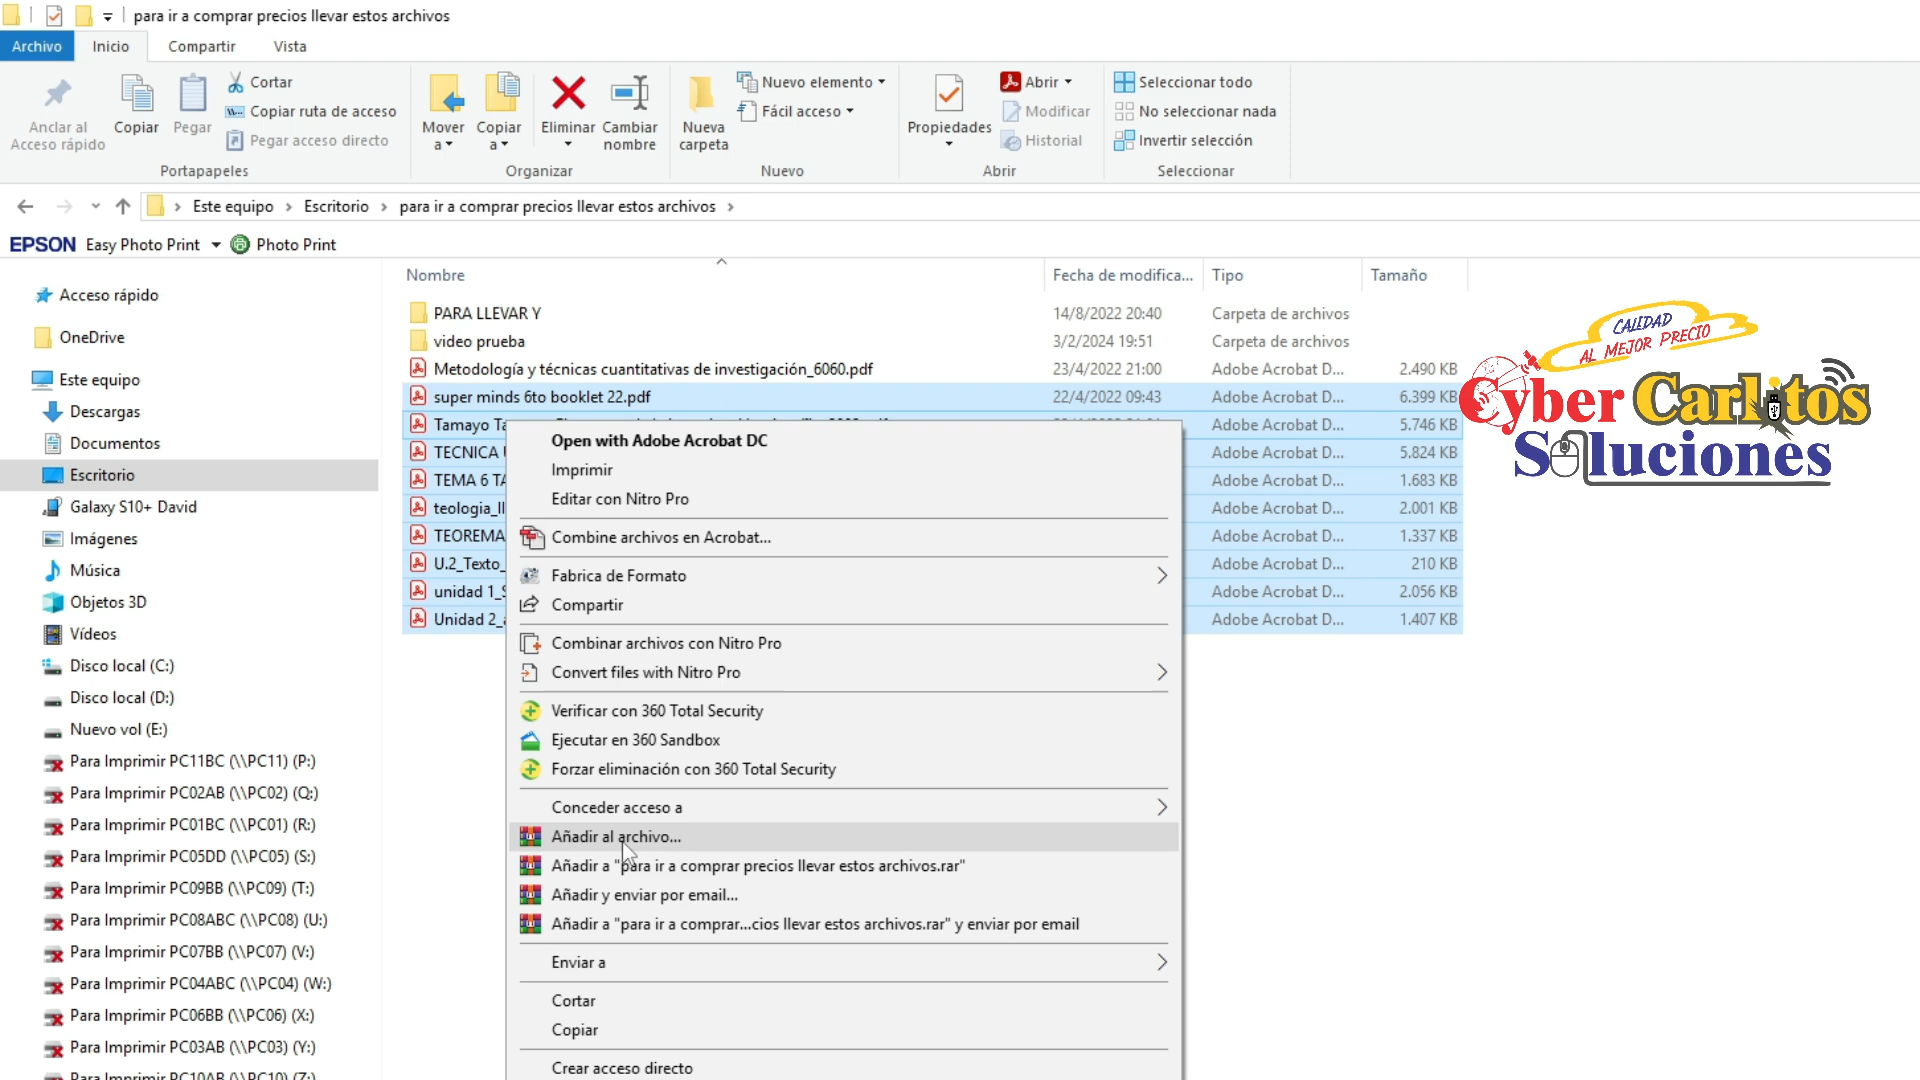 para ir a comprar precios llevar estos archivos
Archivo Inicio Compartir Vista
Anclar al Acceso rápido
Copiar
Pegar
Cortar
Copiar ruta de acceso
Pegar acceso directo
Portapapeles
Mover a
Copiar a
Eliminar
Cambiar nombre
Organizar
Nueva carpeta
Nuevo elemento
Fácil acceso
Nuevo
Propiedades
Abrir
Modificar
Historial
Abrir
Seleccionar todo
No seleccionar nada
Invertir selección
Seleccionar
Este equipo > Escritorio > para ir a comprar precios llevar estos archivos >
EPSON Easy Photo Print Photo Print
Acceso rápido
OneDrive
Este equipo
Descargas
Documentos
Escritorio
Galaxy S10+ David
Imágenes
Música
Objetos 3D
Vídeos
Disco local (C:)
Disco local (D:)
Nuevo vol (E:)
Para Imprimir PC11BC (\\PC11) (P:)
Para Imprimir PC02AB (\\PC02) (Q:)
Para Imprimir PC01BC (\\PC01) (R:)
Para Imprimir PC05DD (\\PC05) (S:)
Para Imprimir PC09BB (\\PC09) (T:)
Para Imprimir PC08ABC (\\PC08) (U:)
Para Imprimir PC07BB (\\PC07) (V:)
Para Imprimir PC04ABC (\\PC04) (W:)
Para Imprimir PC06BB (\\PC06) (X:)
Para Imprimir PC03AB (\\PC03) (Y:)
Para Imprimir PC10AB (\\PC10) (Z:)
Nombre Fecha de modifica... Tipo Tamaño
PARA LLEVAR Y 14/8/2022 20:40 Carpeta de archivos
video prueba 3/2/2024 19:51 Carpeta de archivos
Metodología y técnicas cuantitativas de investigación_6060.pdf 23/4/2022 21:00 Adobe Acrobat D... 2.490 KB
super minds 6to booklet 22.pdf 22/4/2022 09:43 Adobe Acrobat D... 6.399 KB
Tamayo Adobe Acrobat D... 5.746 KB
TECNICA Adobe Acrobat D... 5.824 KB
TEMA 6 TA Adobe Acrobat D... 1.683 KB
teologia_II Adobe Acrobat D... 2.001 KB
TEOREMA Adobe Acrobat D... 1.337 KB
U.2_Texto_ Adobe Acrobat D... 210 KB
unidad 1_S Adobe Acrobat D... 2.056 KB
Unidad 2_a Adobe Acrobat D... 1.407 KB
Open with Adobe Acrobat DC
Imprimir
Editar con Nitro Pro
Combine archivos en Acrobat...
Fabrica de Formato
Compartir
Combinar archivos con Nitro Pro
Convert files with Nitro Pro
Verificar con 360 Total Security
Ejecutar en 360 Sandbox
Forzar eliminación con 360 Total Security
Conceder acceso a
Añadir al archivo...
Añadir a "para ir a comprar precios llevar estos archivos.rar"
Añadir y enviar por email...
Añadir a "para ir a comprar...cios llevar estos archivos.rar" y enviar por email
Enviar a
Cortar
Copiar
Crear acceso directo
CALIDAD
AL MEJOR PRECIO
Cyber Carlitos
Soluciones